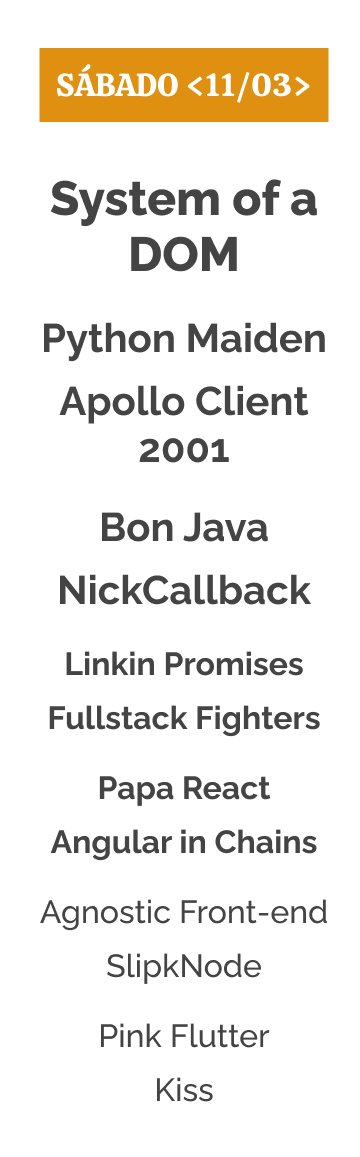 SÁBADO <11/03>
System of a
DOM
Python Maiden
Apollo Client
2001
Bon Java
NickCallback
Linkin Promises
Fullstack Fighters
Papa React
Angular in Chains
Agnostic Front-end
SlipkNode
Pink Flutter
Kiss